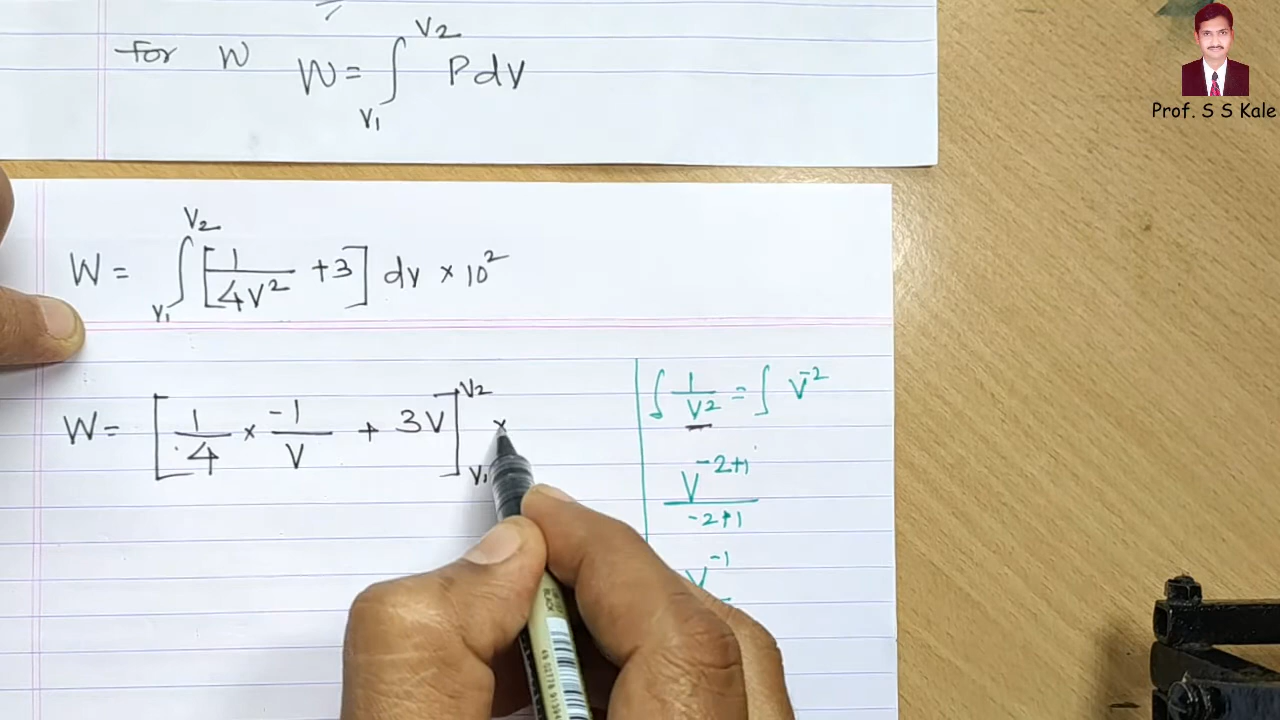 Prof. S S Kale
for W W = ∫_{V₁}^{V₂} P dV
W = ∫_{V₁}^{V₂} [1/4V² + 3] dV × 10²
W = [1/4 × -1/V + 3V]_{V₁}^{V₂} ×
∫ 1/V² = ∫ V⁻²
V^{-2+1}/-2+1
V⁻¹